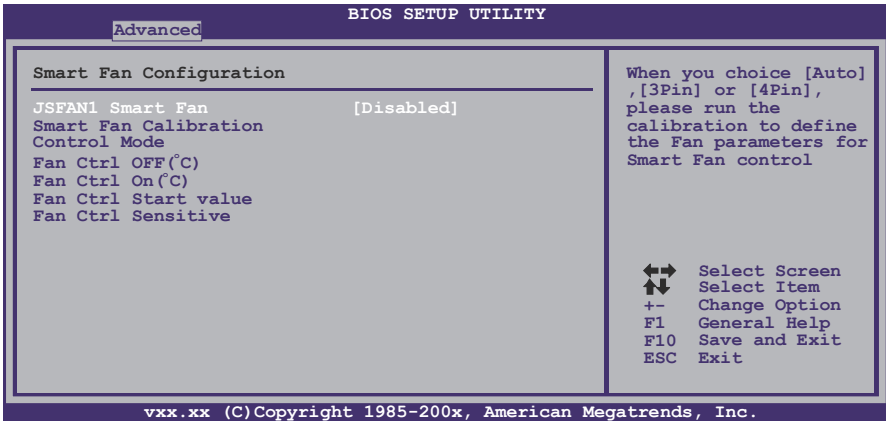 BIOS SETUP UTILITY
Advanced
Smart Fan Configuration
JSFAN1 Smart Fan [Disabled]
Smart Fan Calibration
Control Mode
Fan Ctrl OFF(°C)
Fan Ctrl On(°C)
Fan Ctrl Start value
Fan Ctrl Sensitive
When you choice [Auto]
,[3Pin] or [4Pin],
please run the
calibration to define
the Fan parameters for
Smart Fan control
Select Screen
Select Item
+- Change Option
F1 General Help
F10 Save and Exit
ESC Exit
vxx.xx (C)Copyright 1985-200x, American Megatrends, Inc.